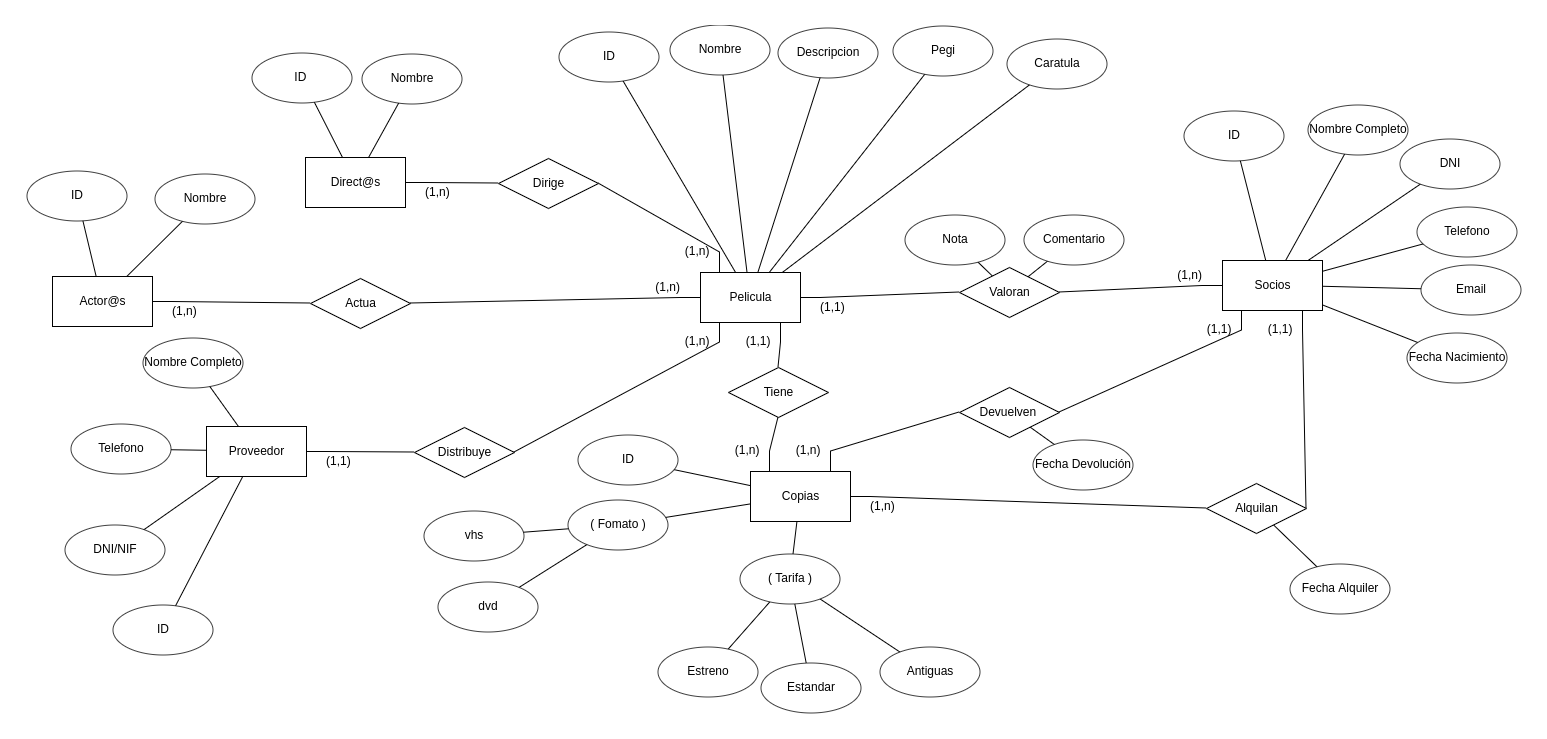 ID
Nombre
Descripcion
Pegi
Caratula
ID
Nombre
ID
Nombre Completo
DNI
Telefono
Email
Fecha Nacimiento
Direct@s
(1,n)
Dirige
(1,n)
ID
Nombre
Actor@s
(1,n)
Actua
(1,n)
Pelicula
(1,1)
Nota
Comentario
Valoran
(1,n)
Socios
(1,1)
(1,1)
(1,n)
(1,1)
Nombre Completo
Telefono
Proveedor
(1,1)
Distribuye
DNI/NIF
ID
Tiene
Devuelven
Fecha Devolución
(1,n)
(1,n)
ID
Copias
(1,n)
Alquilan
Fecha Alquiler
( Fomato )
vhs
dvd
( Tarifa )
Estreno
Estandar
Antiguas